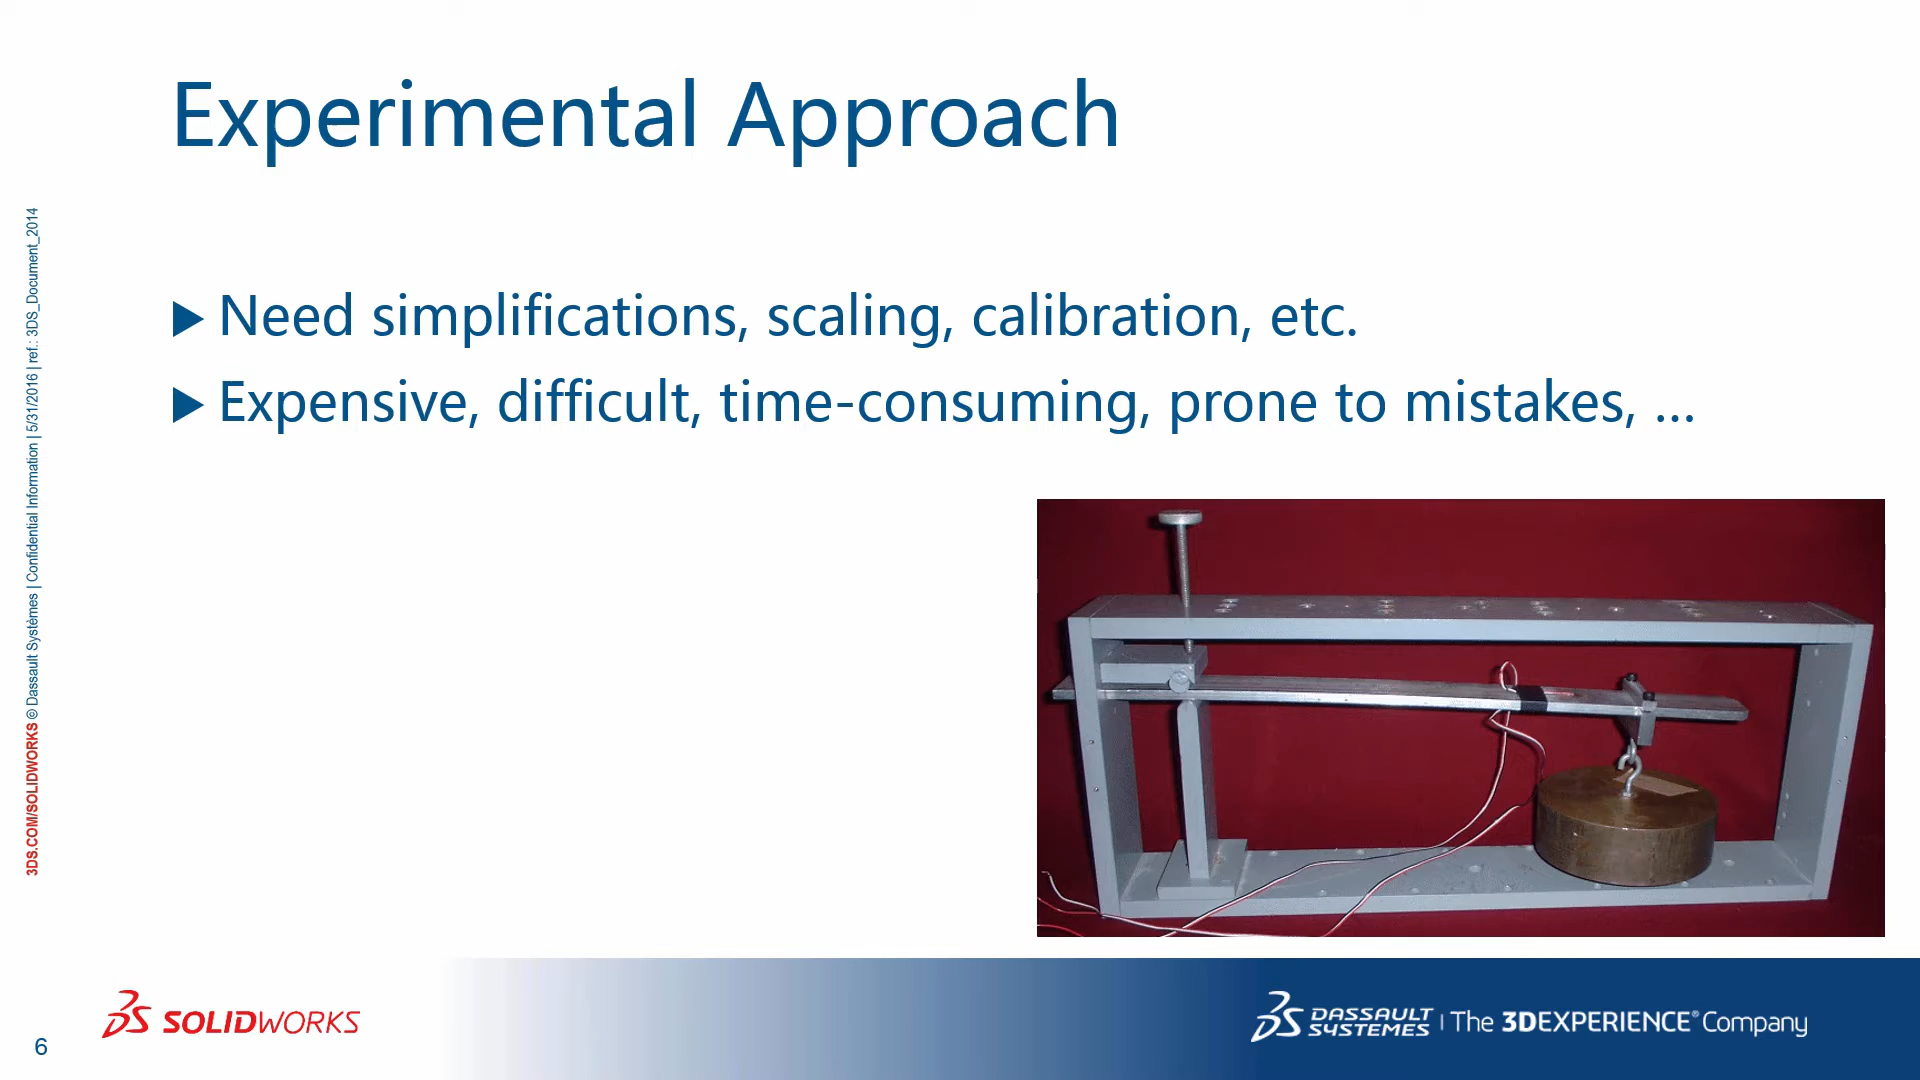 Experimental Approach
Need simplifications, scaling, calibration, etc.
Expensive, difficult, time-consuming, prone to mistakes, ...
3DS.COM/SOLIDWORKS © Dassault Systèmes | Confidential Information | 5/31/2016 | ref.: 3DS_Document_2014
6
SOLIDWORKS
DASSAULT SYSTEMES | The 3DEXPERIENCE® Company